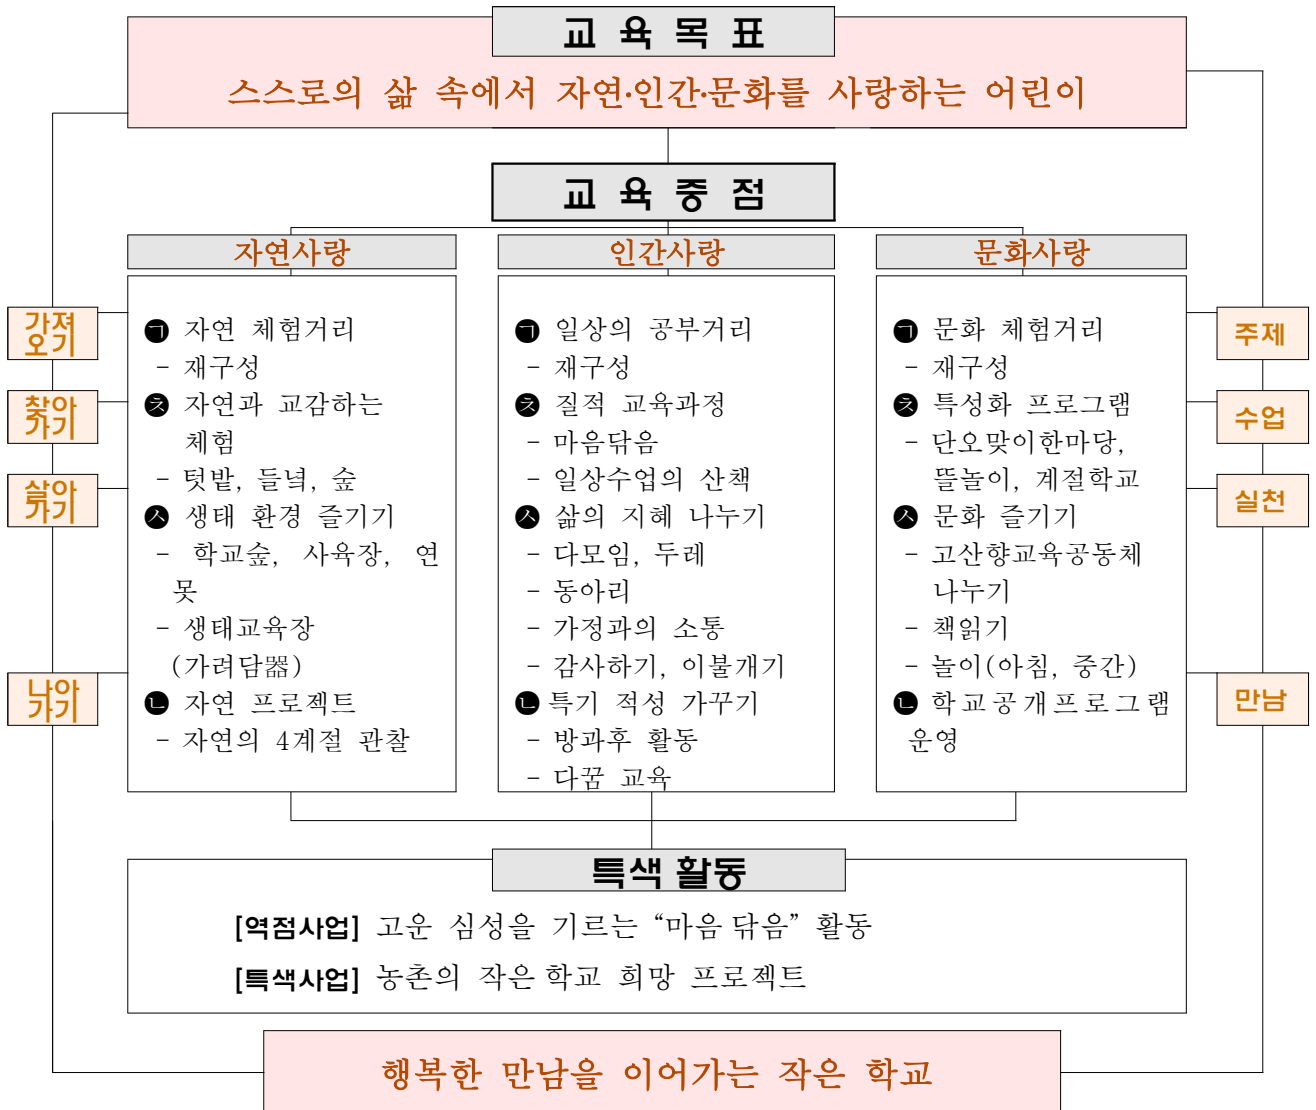 교 육 목 표
스스로의 삶 속에서 자연·인간·문화를 사랑하는 어린이
교 육 중 점
자연사랑
인간사랑
문화사랑
가져
오기
찾아
가기
살아
가기
나아
가기
㉠ 자연 체험거리
- 재구성
㉨ 자연과 교감하는
체험
- 텃밭, 들녘, 숲
㉦ 생태 환경 즐기기
- 학교숲, 사육장, 연
못
- 생태교육장
(가려담器)
㉡ 자연 프로젝트
- 자연의 4계절 관찰
㉠ 일상의 공부거리
- 재구성
㉨ 질적 교육과정
- 마음닦음
- 일상수업의 산책
㉦ 삶의 지혜 나누기
- 다모임, 두레
- 동아리
- 가정과의 소통
- 감사하기, 이불개기
㉡ 특기 적성 가꾸기
- 방과후 활동
- 다꿈 교육
㉠ 문화 체험거리
- 재구성
㉨ 특성화 프로그램
- 단오맞이한마당,
뜰놀이, 계절학교
㉦ 문화 즐기기
- 고산향교육공동체
나누기
- 책읽기
- 놀이(아침, 중간)
㉡ 학교공개프로그램
운영
주제
수업
실천
만남
특색 활동
[역점사업] 고운 심성을 기르는 “마음 닦음” 활동
[특색사업] 농촌의 작은 학교 희망 프로젝트
행복한 만남을 이어가는 작은 학교